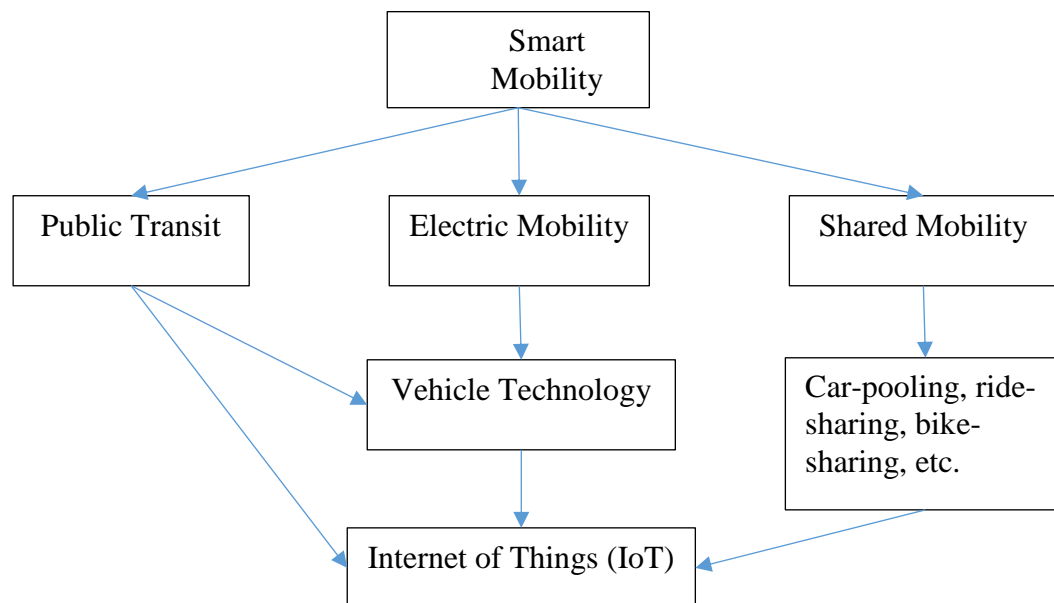 Smart
Mobility
Public Transit
Electric Mobility
Shared Mobility
Vehicle Technology
Car-pooling, ride-
sharing, bike-
sharing, etc.
Internet of Things (IoT)